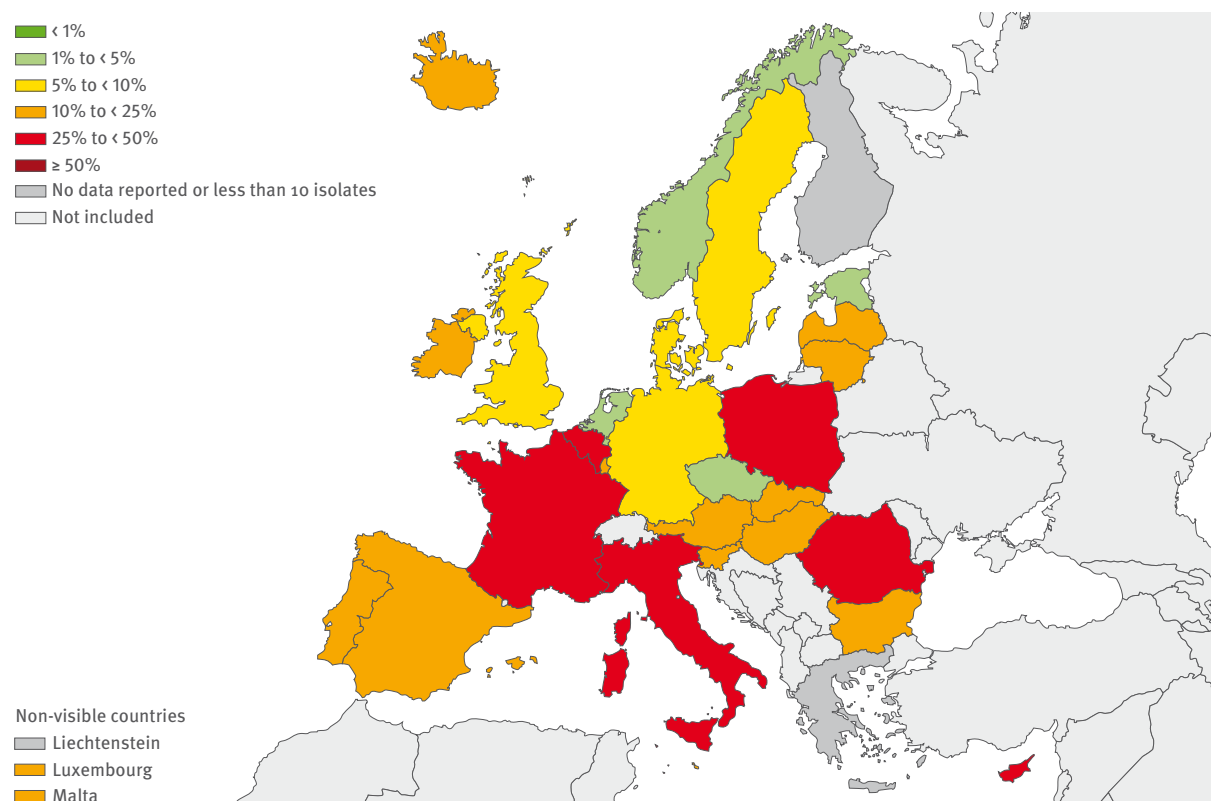 < 1%
1% to < 5%
5% to < 10%
10% to < 25%
25% to < 50%
≥ 50%
No data reported or less than 10 isolates
Not included
Non-visible countries
Liechtenstein
Luxembourg
Malta